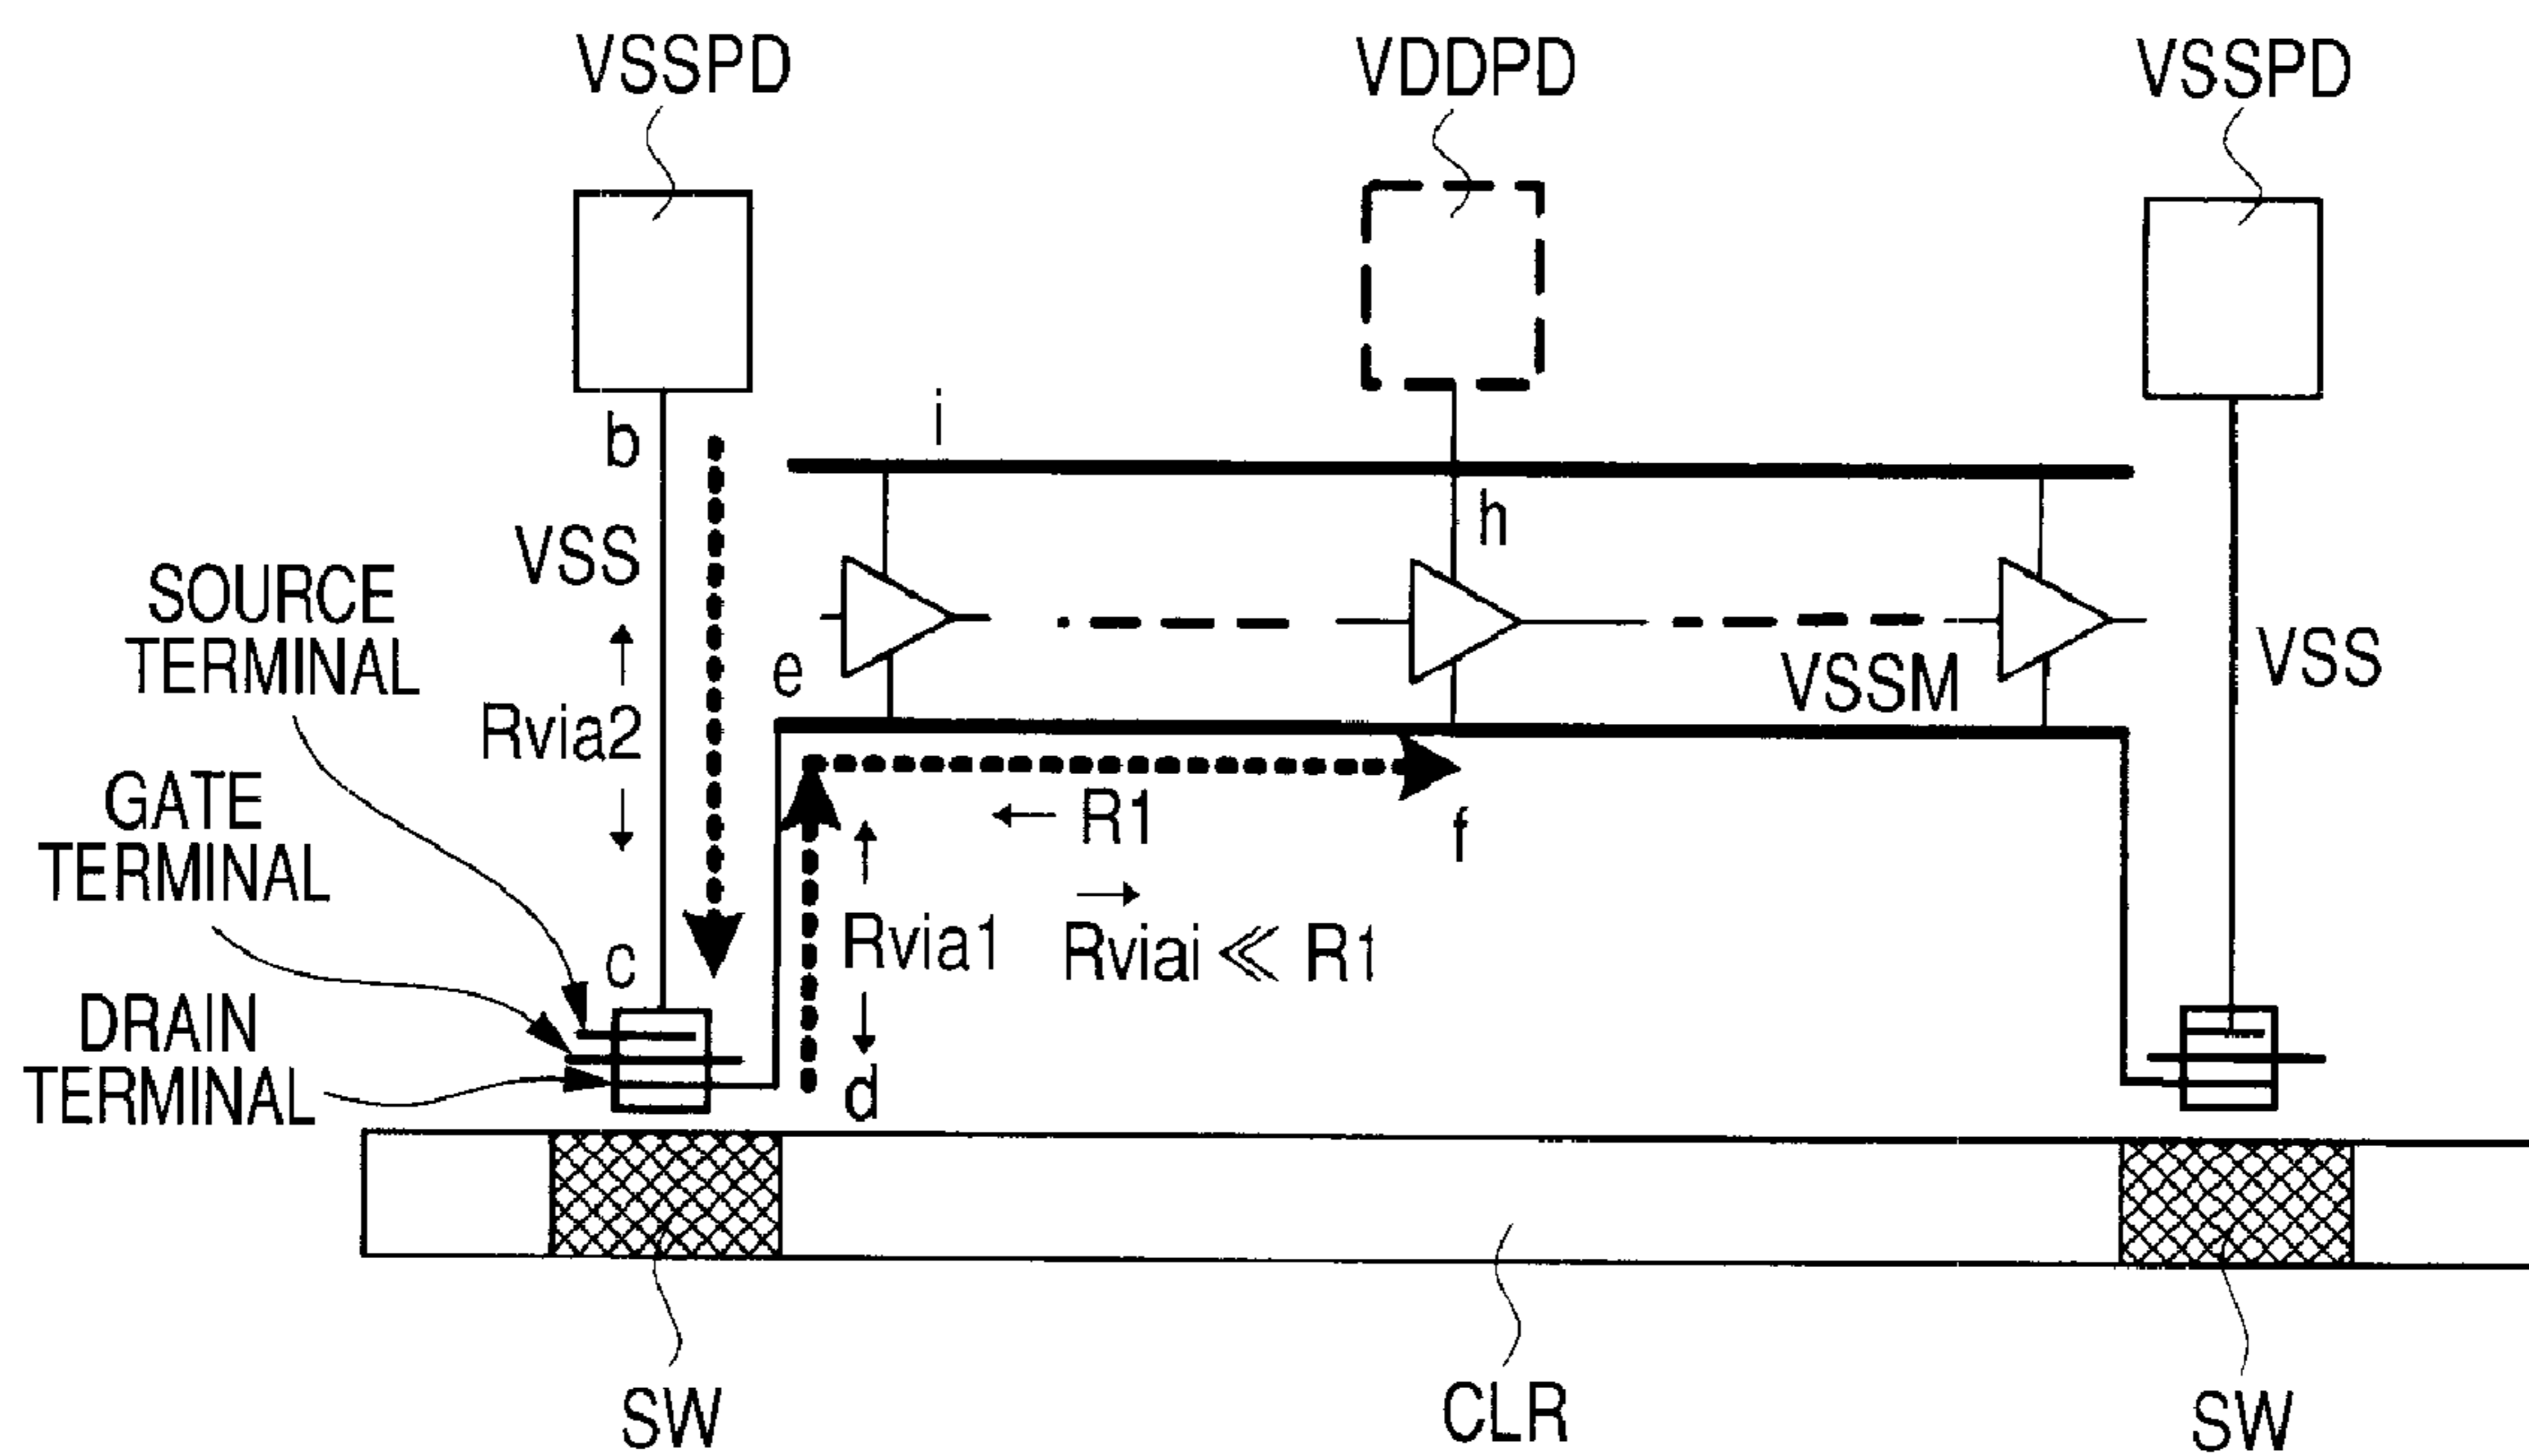 VSSPD
VDDPD
VSSPD
b
i
h
VSS
SOURCE
TERMINAL
e
VSSM
VSS
Rvia2
GATE
TERMINAL
R1
f
Rvia1
Rviai ≪ R1
c
DRAIN
TERMINAL
d
SW
CLR
SW